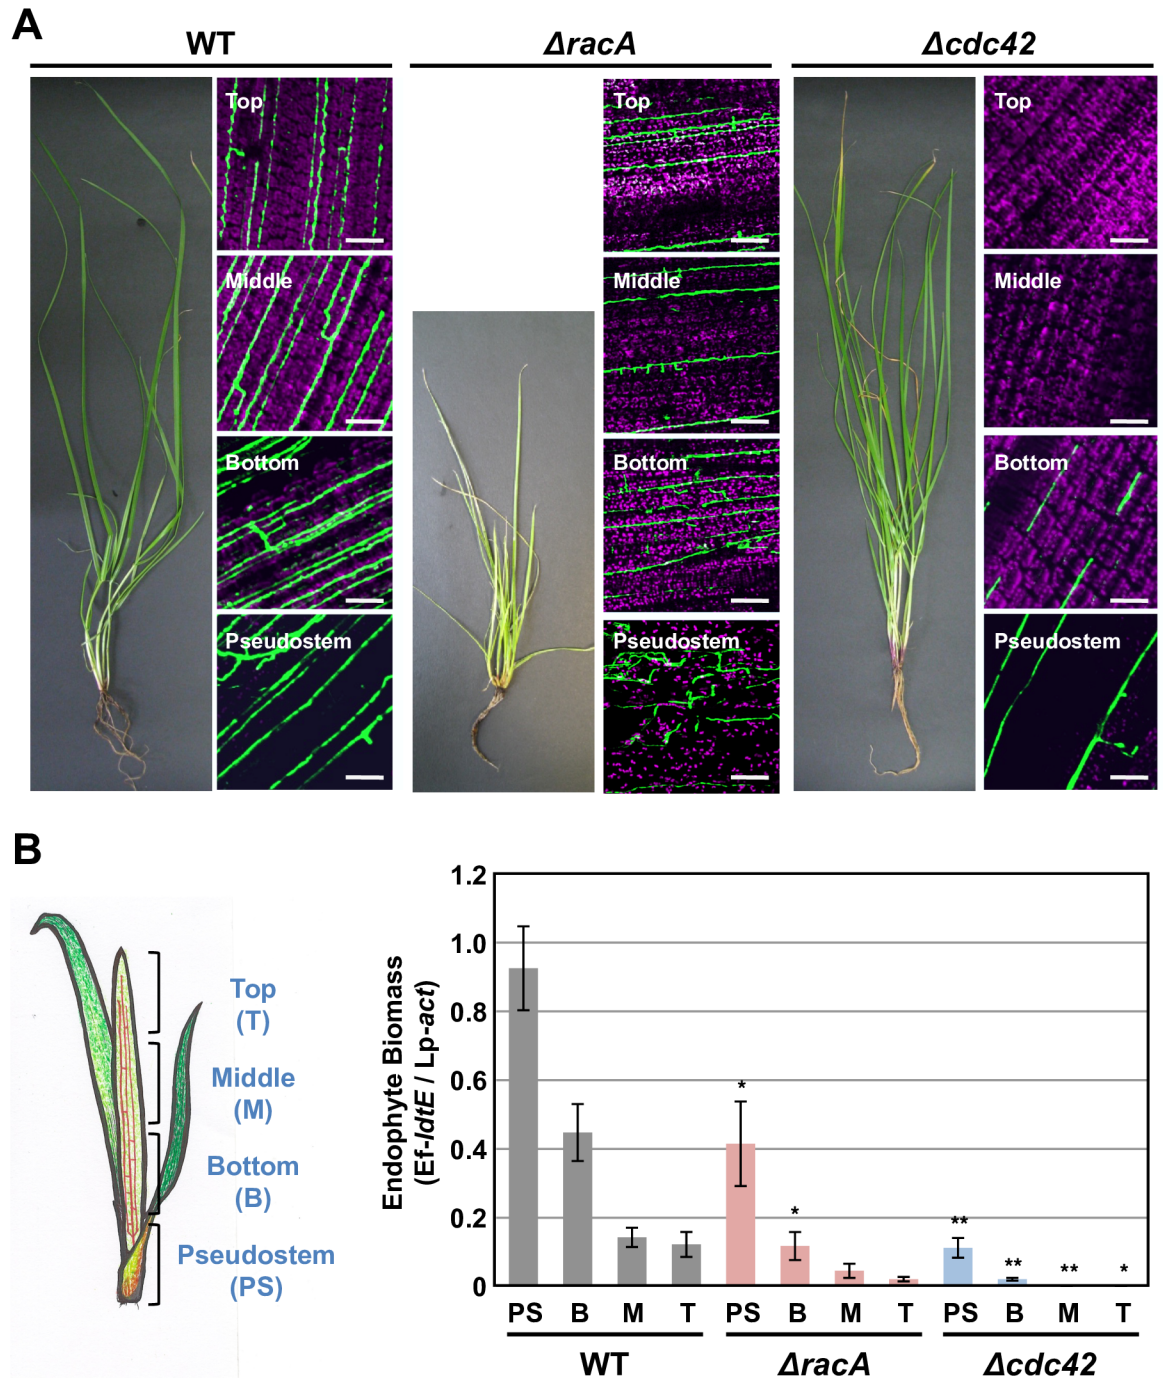 A
WT
ΔracA
Δcdc42
Top
Top
Top
Middle
Middle
Middle
Bottom
Bottom
Bottom
Pseudostem
Pseudostem
Pseudostem
B
Top
(T)
Middle
(M)
Bottom
(B)
Pseudostem
(PS)
Endophyte Biomass
(Ef-ldtE / Lp-act)
1.2
1.0
0.8
0.6
0.4
0.2
0
*
*
**
**
**
*
PS B M T PS B M T PS B M T
WT ΔracA Δcdc42